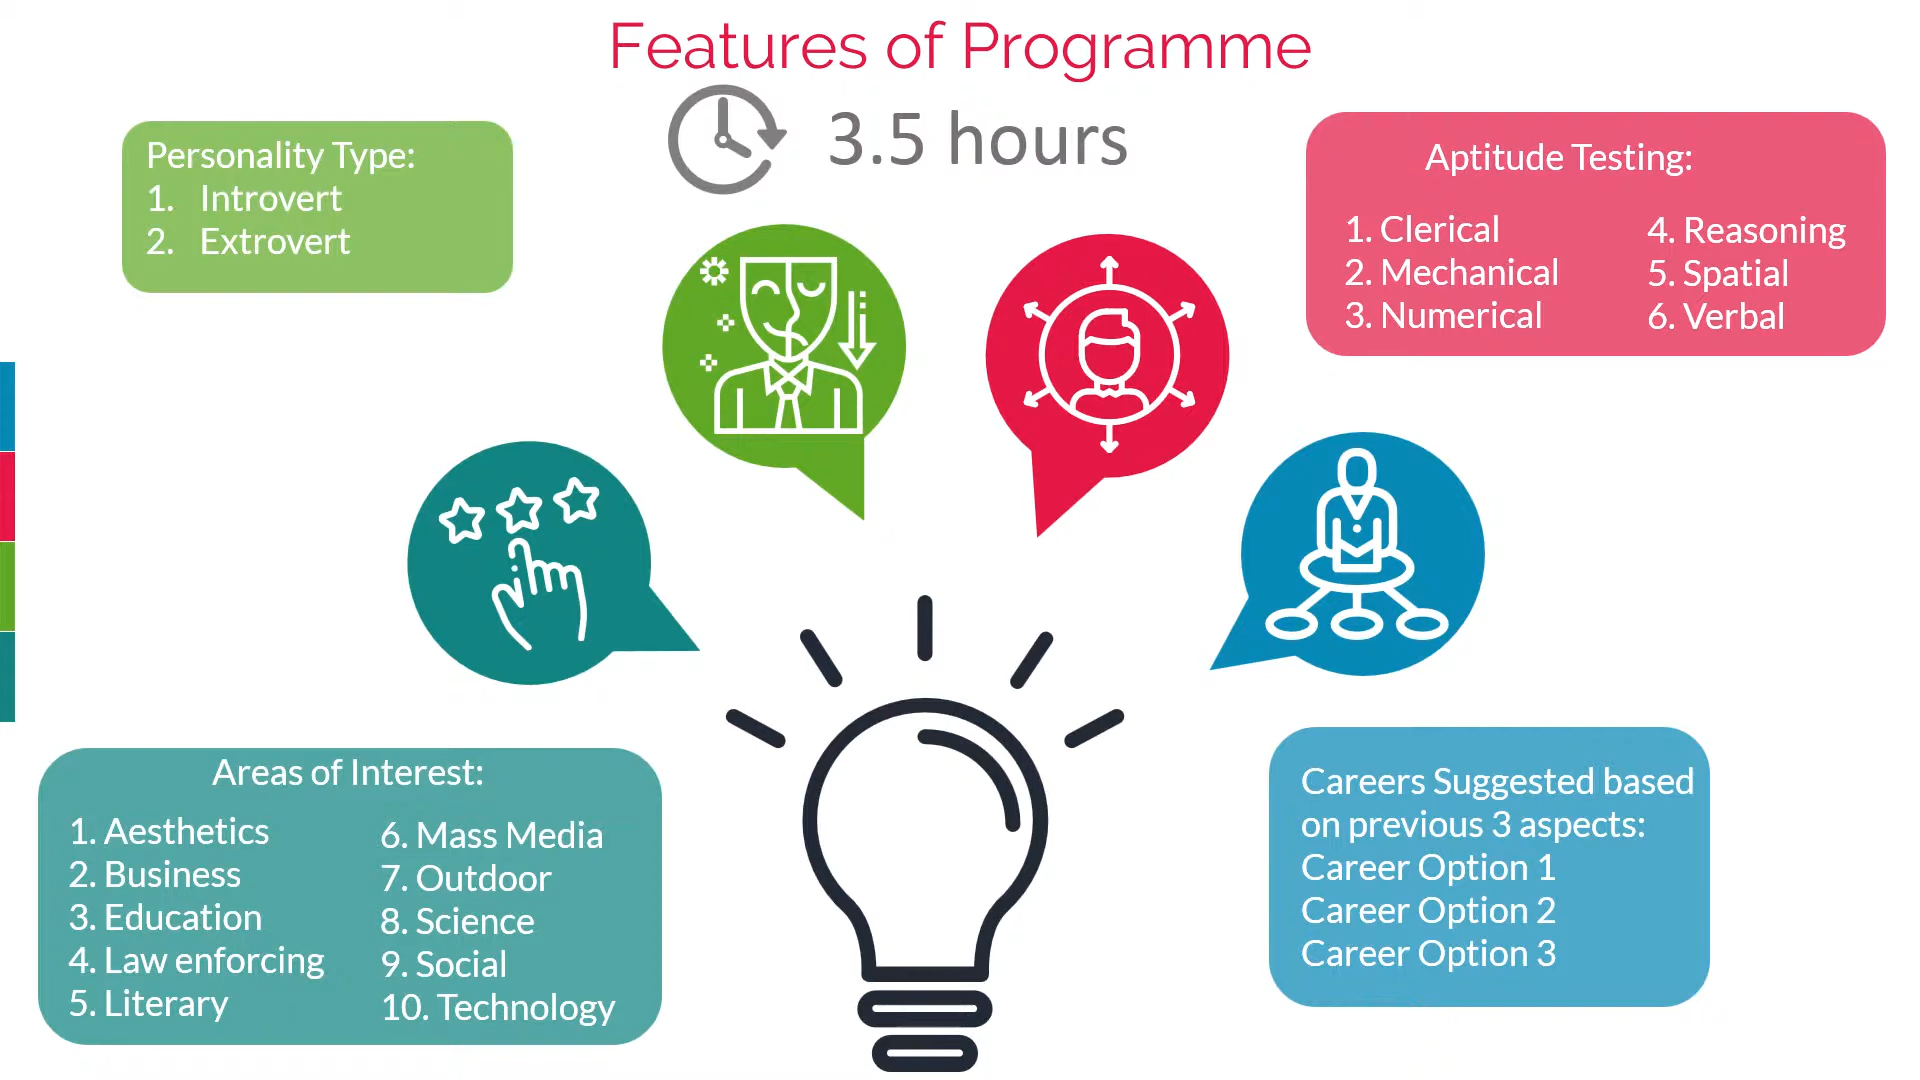 Features of Programme
3.5 hours
Personality Type:
1. Introvert
2. Extrovert
Aptitude Testing:
1. Clerical
2. Mechanical
3. Numerical
4. Reasoning
5. Spatial
6. Verbal
Areas of Interest:
1. Aesthetics
2. Business
3. Education
4. Law enforcing
5. Literary
6. Mass Media
7. Outdoor
8. Science
9. Social
10. Technology
Careers Suggested based
on previous 3 aspects:
Career Option 1
Career Option 2
Career Option 3